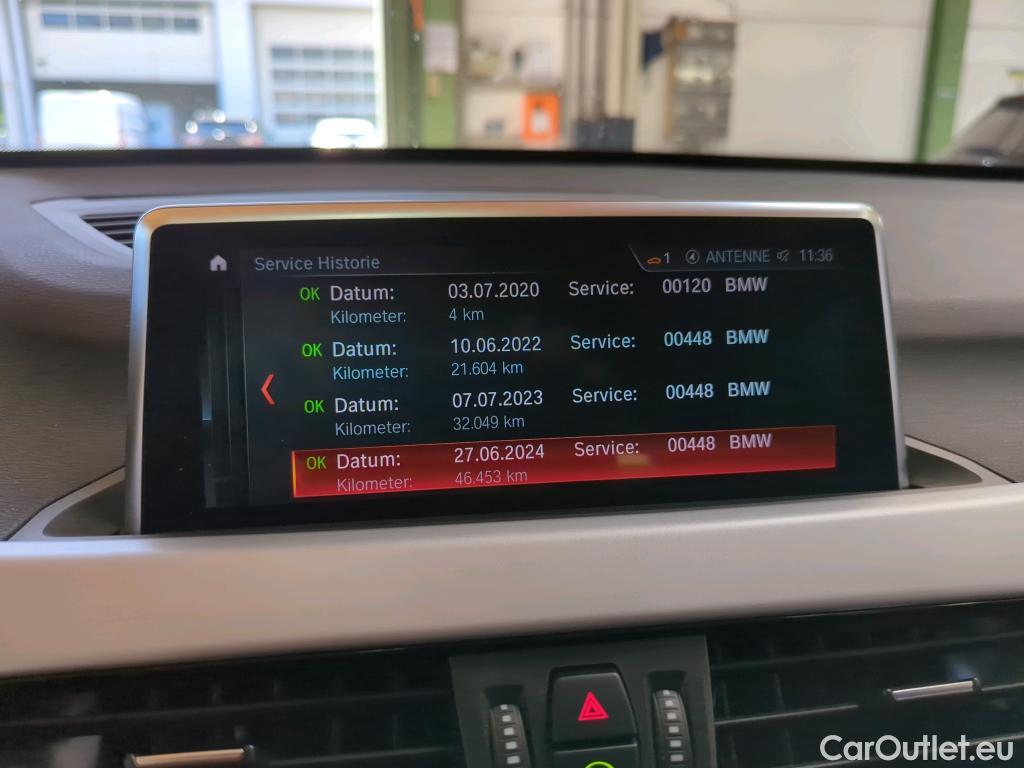 Service Historie 1 ANTENNE 11:36
OK Datum: 03.07.2020 Service: 00120 BMW
Kilometer: 4 km
OK Datum: 10.06.2022 Service: 00448 BMW
Kilometer: 21.604 km
OK Datum: 07.07.2023 Service: 00448 BMW
Kilometer: 32.049 km
OK Datum: 27.06.2024 Service: 00448 BMW
Kilometer: 46.453 km
CarOutlet.eu